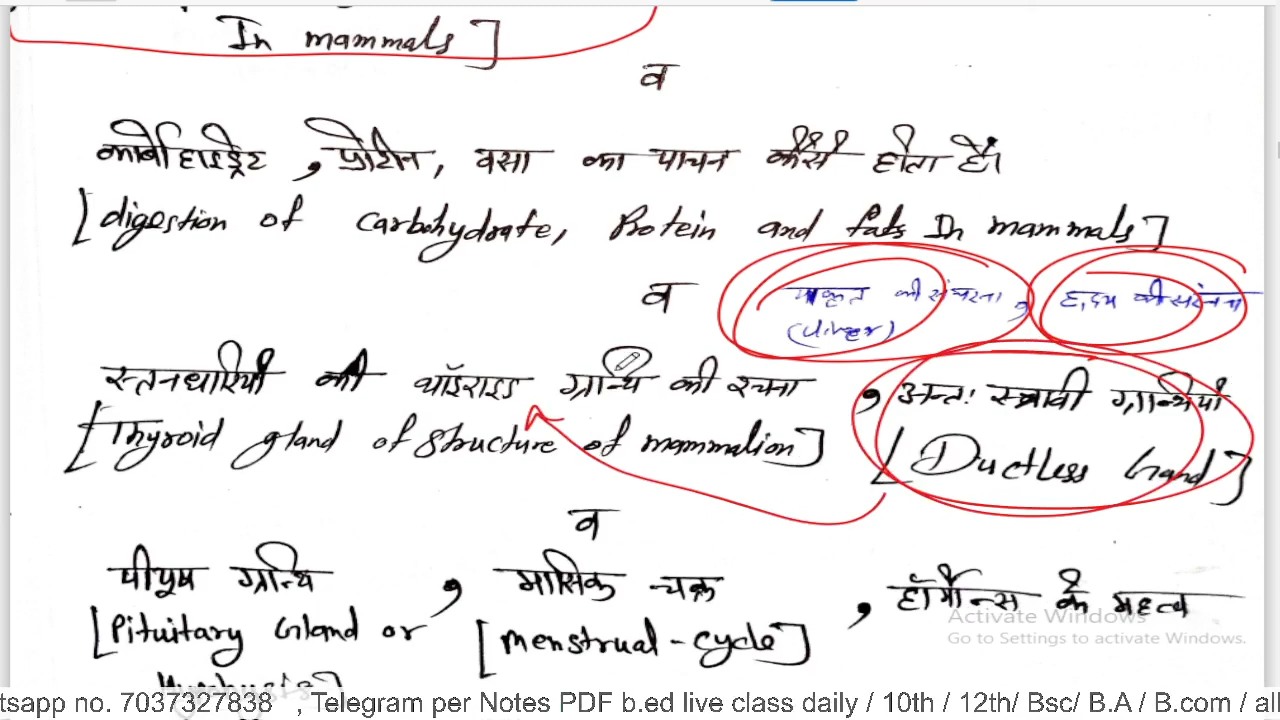 In mammals]
व
कार्बोहाइड्रेट, प्रोटीन, वसा का पाचन कैसे होता है।
[digestion of carbohydrate, Protein and fats In mammals]
व
यकृत की संरचना, हृदय की संरचना
(liver)
स्तनधारियों की थॉइराइड ग्रन्थि की रचना, अन्तः स्त्रावी ग्रन्थियाँ
[Thyroid gland of structure of mammalion]
[Ductless Gland]
व
पीयूष ग्रन्थि, मासिक चक्र, हॉर्मोन्स के महत्व
[Pituitary Gland or [menstrual-cycle]
Activate Windows
Go to Settings to activate Windows.
tsapp no. 7037327838 , Telegram per Notes PDF b.ed live class daily / 10th / 12th/ Bsc/ B.A / B.com / all